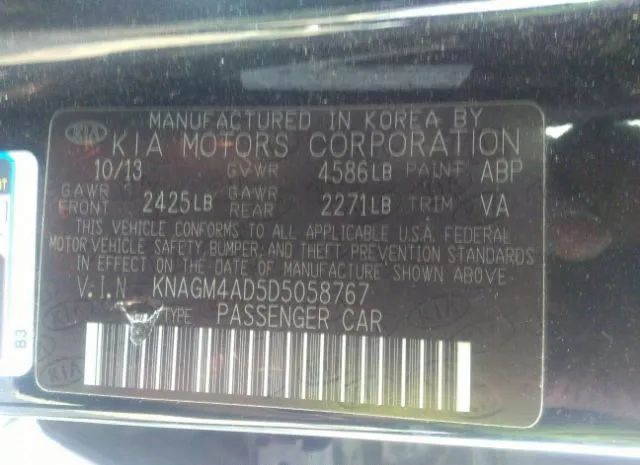 MANUFACTURED IN KOREA BY
KIA KIA MOTORS CORPORATION
10/13 GVWR 4586LB PAINT ABP
GAWR FRONT 2425LB GAWR REAR 2271LB TRIM VA
THIS VEHICLE CONFORMS TO ALL APPLICABLE U.S.A. FEDERAL
MOTOR VEHICLE SAFETY, BUMPER, AND THEFT PREVENTION STANDARDS
IN EFFECT ON THE DATE OF MANUFACTURE SHOWN ABOVE
V.I.N KNAGM4AD5D5058767
TYPE PASSENGER CAR
B3